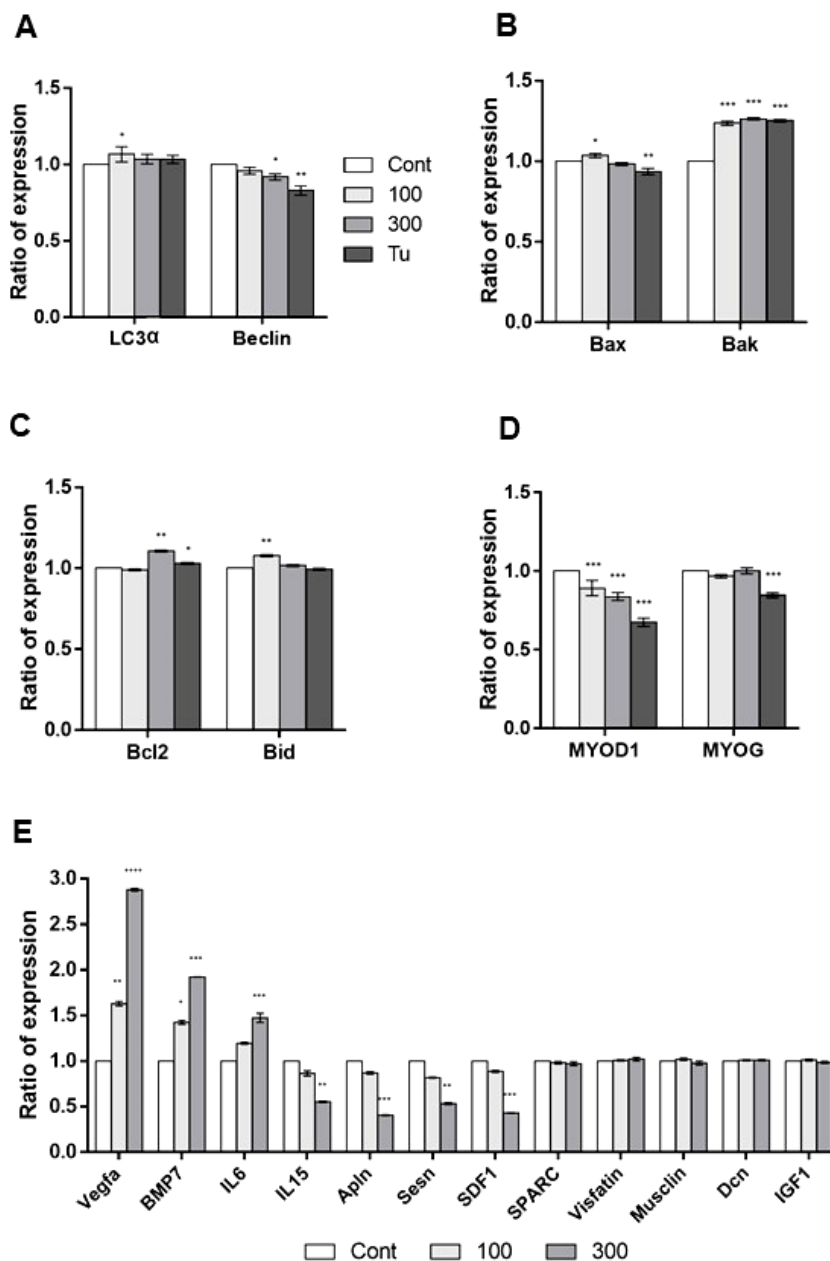 A
Ratio of expression
1.5
1.0
0.5
0.0
*
*
**
LC3α
Beclin
Cont
100
300
Tu
B
Ratio of expression
1.5
1.0
0.5
0.0
*
**
***
***
***
Bax
Bak
C
Ratio of expression
1.5
1.0
0.5
0.0
**
*
**
Bcl2
Bid
D
Ratio of expression
1.5
1.0
0.5
0.0
***
***
***
***
MYOD1
MYOG
E
Ratio of expression
3.0
2.5
2.0
1.5
1.0
0.5
0.0
**
****
*
***
***
**
***
**
***
Vegfa
BMP7
IL6
IL15
Apln
Sesn
SDF1
SPARC
Visfatin
Musclin
Dcn
IGF1
Cont
100
300